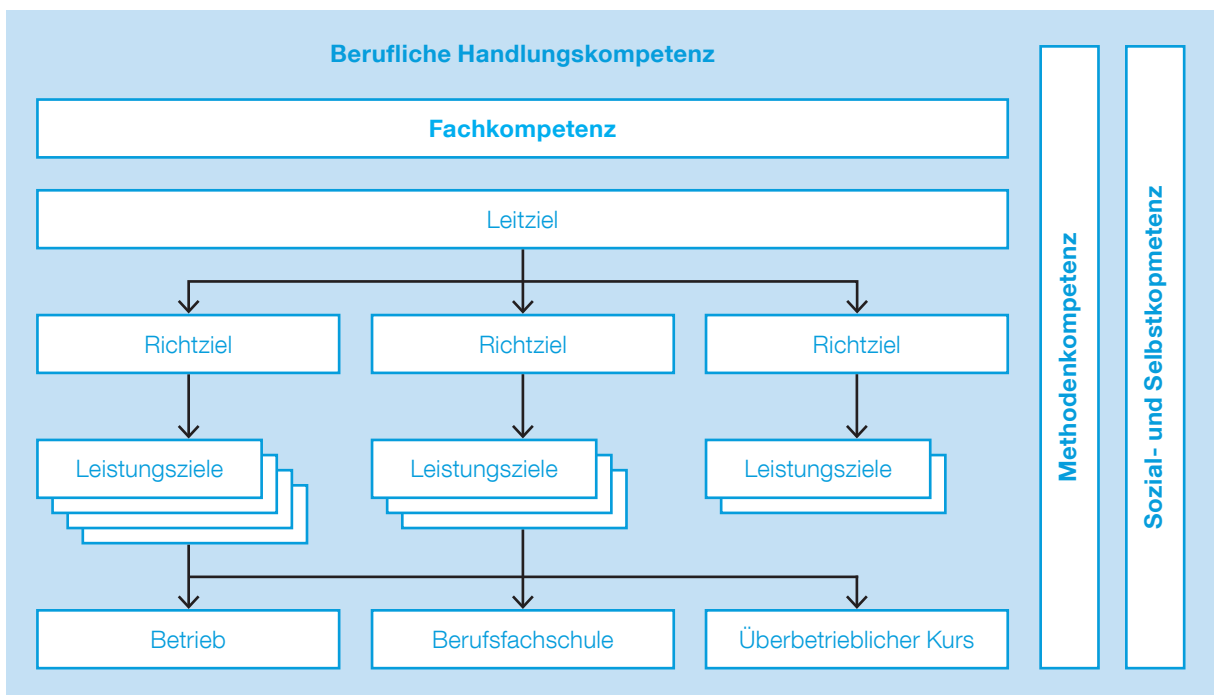 Berufliche Handlungskompetenz
Fachkompetenz
Leitziel
Richtziel
Richtziel
Richtziel
Leistungsziele
Leistungsziele
Leistungsziele
Betrieb
Berufsfachschule
Überbetrieblicher Kurs
Methodenkompetenz
Sozial- und Selbstkopmetenz